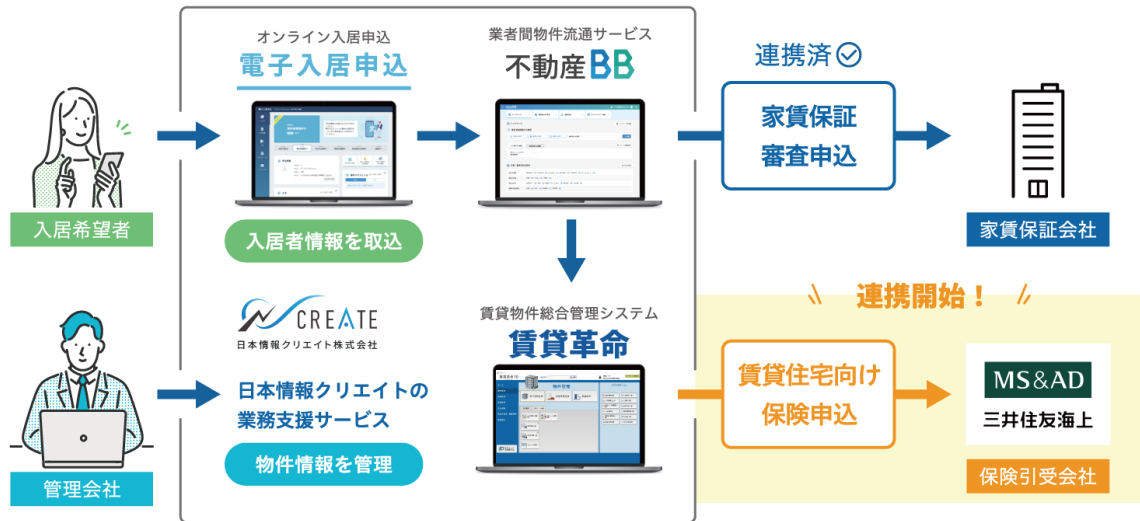 オンライン入居申込
電子入居申込
業者間物件流通サービス
不動産BB
連携済
家賃保証
審査申込
入居希望者
入居者情報を取込
家賃保証会社
CREATE
日本情報クリエイト株式会社
賃貸物件総合管理システム
賃貸革命
連携開始！
日本情報クリエイトの
業務支援サービス
物件情報を管理
物件管理
賃貸住宅向け
保険申込
MS&AD
三井住友海上
管理会社
保険引受会社